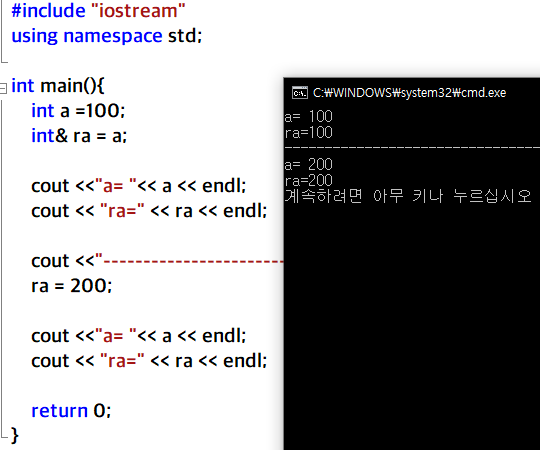 #include "iostream"
using namespace std;
int main(){
int a =100;
int& ra = a;
cout <<"a= "<< a << endl;
cout << "ra=" << ra << endl;
cout <<"-----------------------
ra = 200;
cout <<"a= "<< a << endl;
cout << "ra=" << ra << endl;
return 0;
}
C:₩WINDOWS₩system32₩cmd.exe
a= 100
ra=100
--------------------------------
a= 200
ra=200
계속하려면 아무 키나 누르십시오